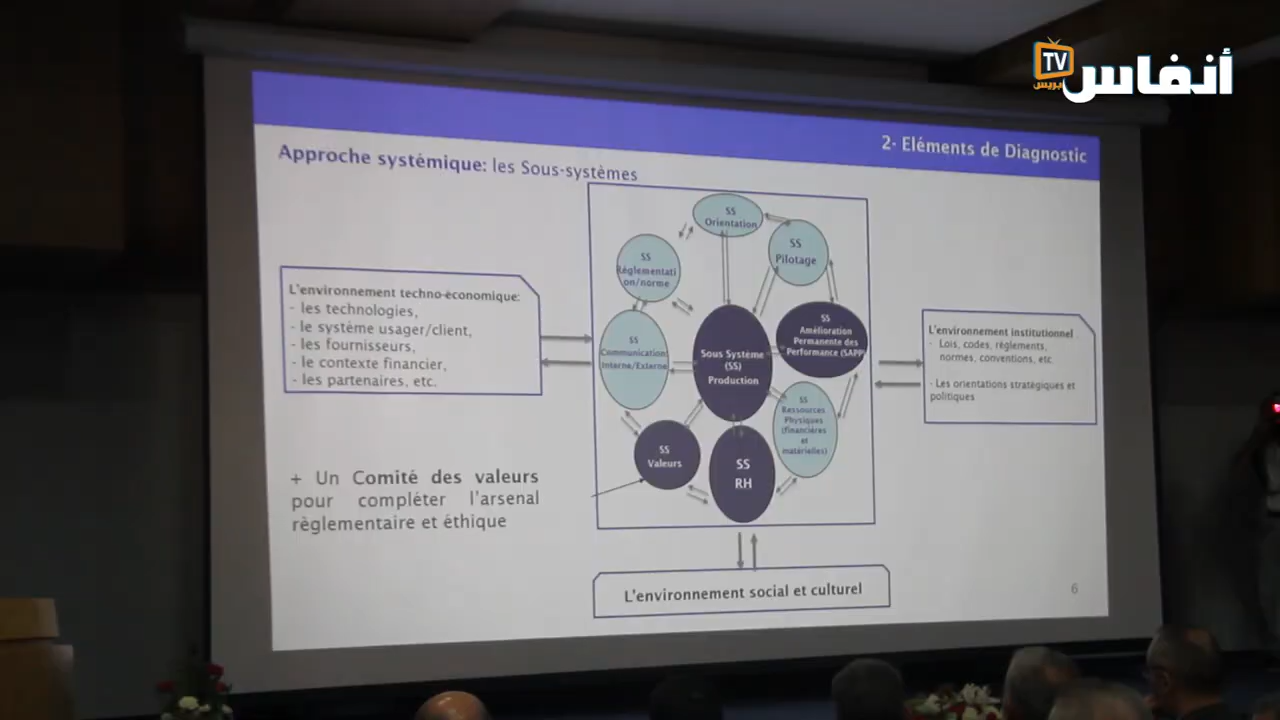 TV
أنفاس
بريس
2- Eléments de Diagnostic
Approche systémique: les Sous-systèmes
L'environnement techno-économique:
- les technologies,
- le système usager/client,
- les fournisseurs,
- le contexte financier,
- les partenaires, etc.
+ Un Comité des valeurs
pour compléter l'arsenal
règlementaire et éthique
SS
Orientation
SS
Pilotage
SS
Réglementati
on/norme
SS
Communication
Interne/Externe
Sous Système
(SS)
Production
SS
Amélioration
Permanente des
Performance (SAPP)
SS
Ressources
Physiques
(financières
et
matérielles)
SS
Valeurs
SS
RH
L'environnement institutionnel
- Lois, codes, règlements,
normes, conventions, etc.
- Les orientations stratégiques et
politiques
L'environnement social et culturel
6